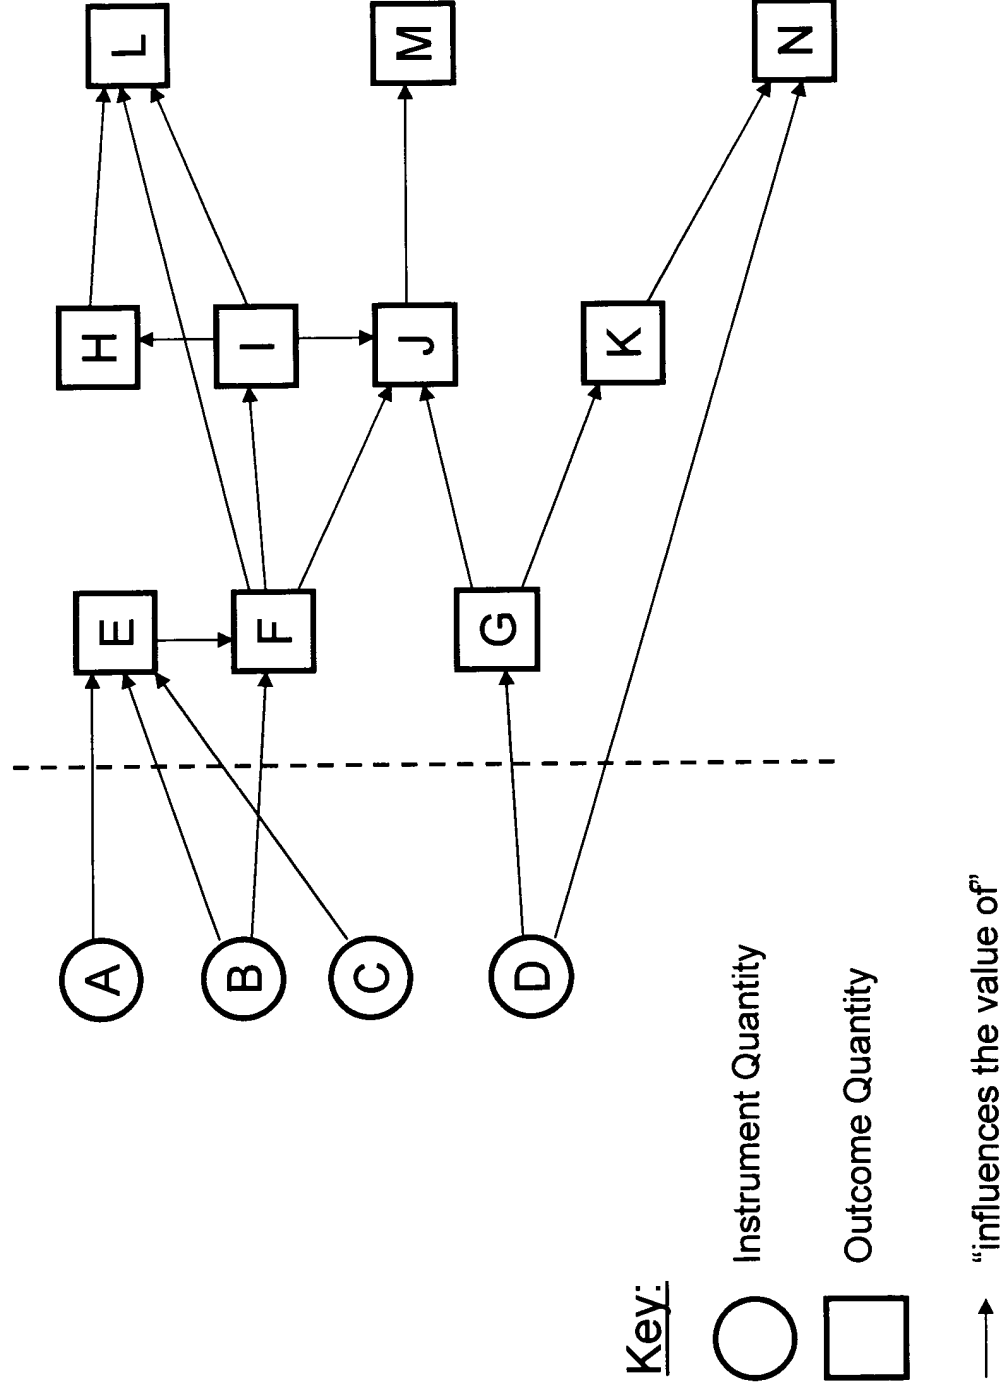 A
B
C
D
E
F
G
H
I
J
K
L
M
N
Key:
Instrument Quantity
Outcome Quantity
“influences the value of”